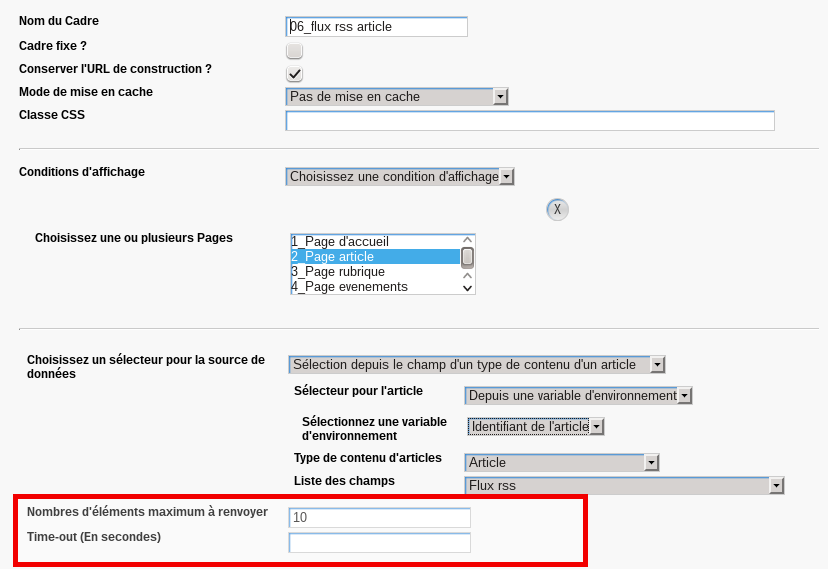 Nom du Cadre
06_flux rss article
Cadre fixe ?
Conserver l'URL de construction ?
Mode de mise en cache
Pas de mise en cache
Classe CSS
Conditions d'affichage
Choisissez une condition d'affichage
X
Choisissez une ou plusieurs Pages
1_Page d'accueil
2_Page article
3_Page rubrique
4_Page evenements
Choisissez un sélecteur pour la source de
données
Sélection depuis le champ d'un type de contenu d'un article
Sélecteur pour l'article
Depuis une variable d'environnement
Sélectionnez une variable
d'environnement
Identifiant de l'article
Type de contenu d'articles
Article
Liste des champs
Flux rss
Nombres d'éléments maximum à renvoyer
10
Time-out (En secondes)